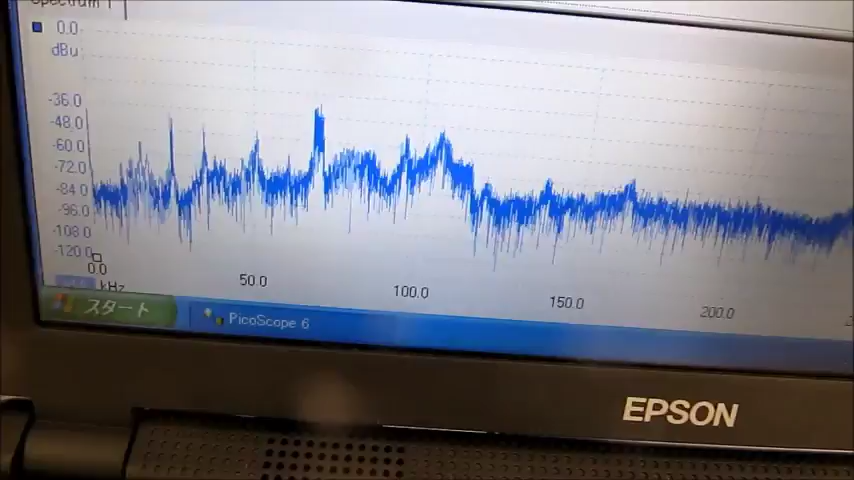 Spectrum 1
0.0
dBu
-36.0
-48.0
-60.0
-72.0
-84.0
-96.0
-108.0
-120.0
0.0
50.0
100.0
150.0
200.0
kHz
スタート
PicoScope 6
EPSON